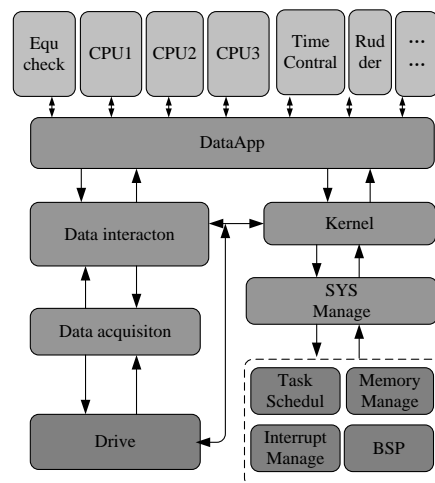 Equ
check
CPU1
CPU2
CPU3
Time
Contral
Rud
der
...
...
DataApp
Data interacton
Kernel
SYS
Manage
Data acquisiton
Task
Schedul
Memory
Manage
Drive
Interrupt
Manage
BSP